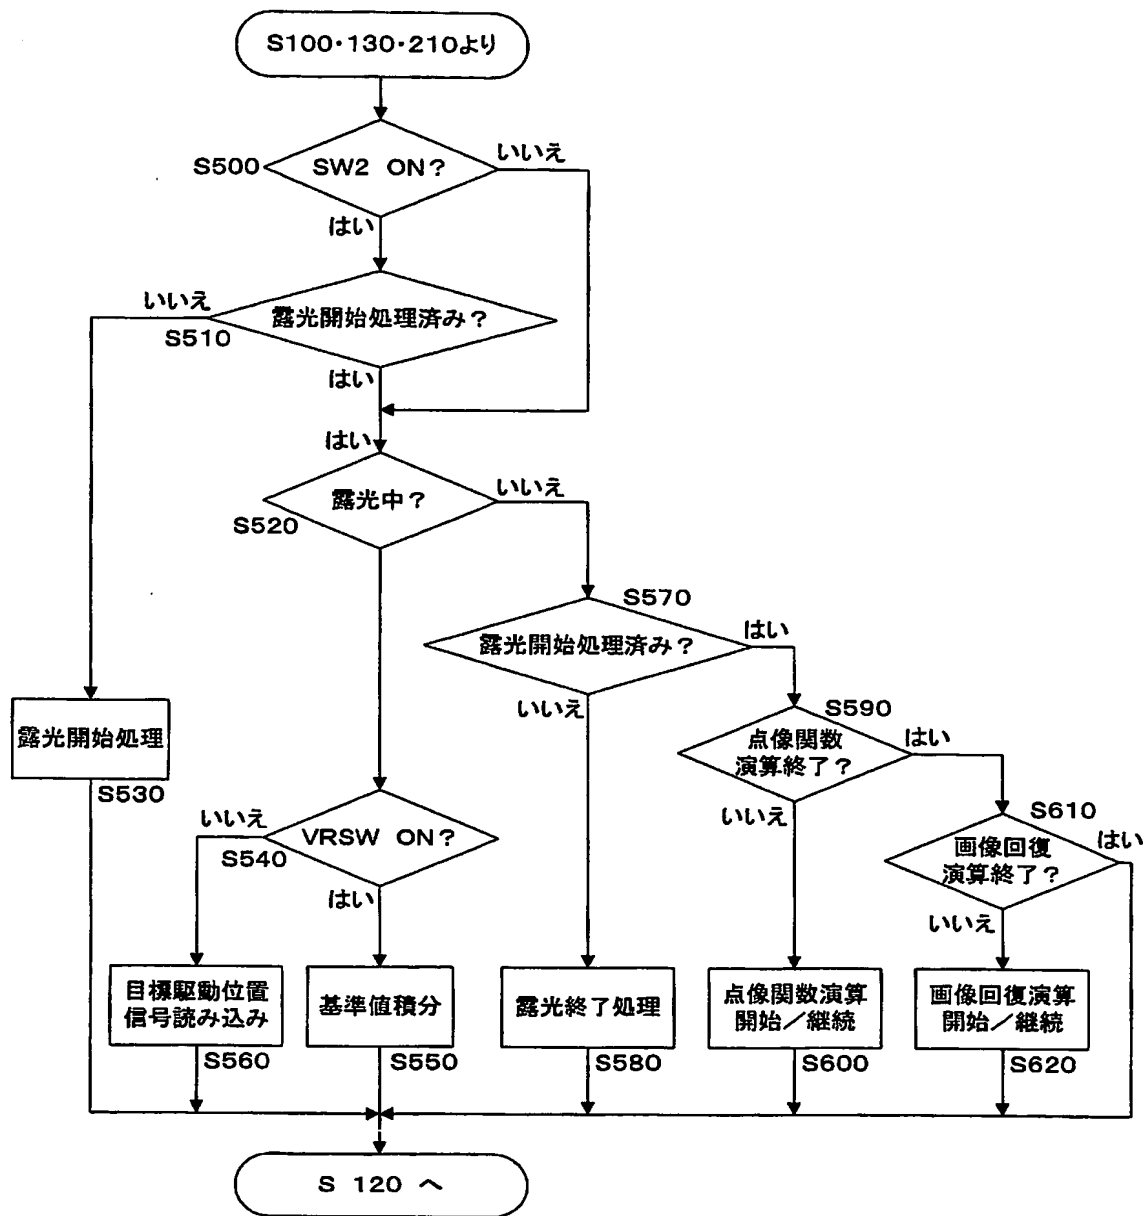 S100・130・210より
S500
SW2 ON？
いいえ
はい
いいえ
S510
露光開始処理済み？
はい
はい
露光中？
いいえ
S520
S570
露光開始処理済み？
はい
いいえ
露光開始処理
S530
S590
点像関数
演算終了？
はい
いいえ
いいえ
VRSW ON？
S540
はい
S610
画像回復
演算終了？
はい
いいえ
目標駆動位置
信号読み込み
S560
基準値積分
S550
露光終了処理
S580
点像関数演算
開始／継続
S600
画像回復演算
開始／継続
S620
S 120 へ